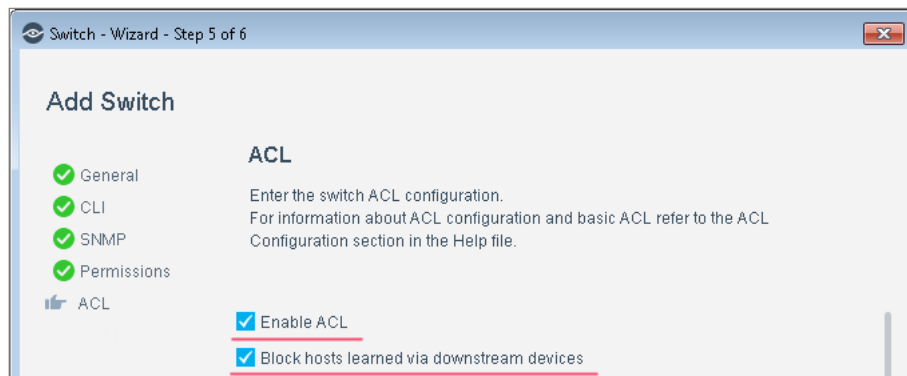 Switch - Wizard - Step 5 of 6
Add Switch
General
CLI
SNMP
Permissions
ACL
ACL
Enter the switch ACL configuration.
For information about ACL configuration and basic ACL refer to the ACL
Configuration section in the Help file.
Enable ACL
Block hosts learned via downstream devices